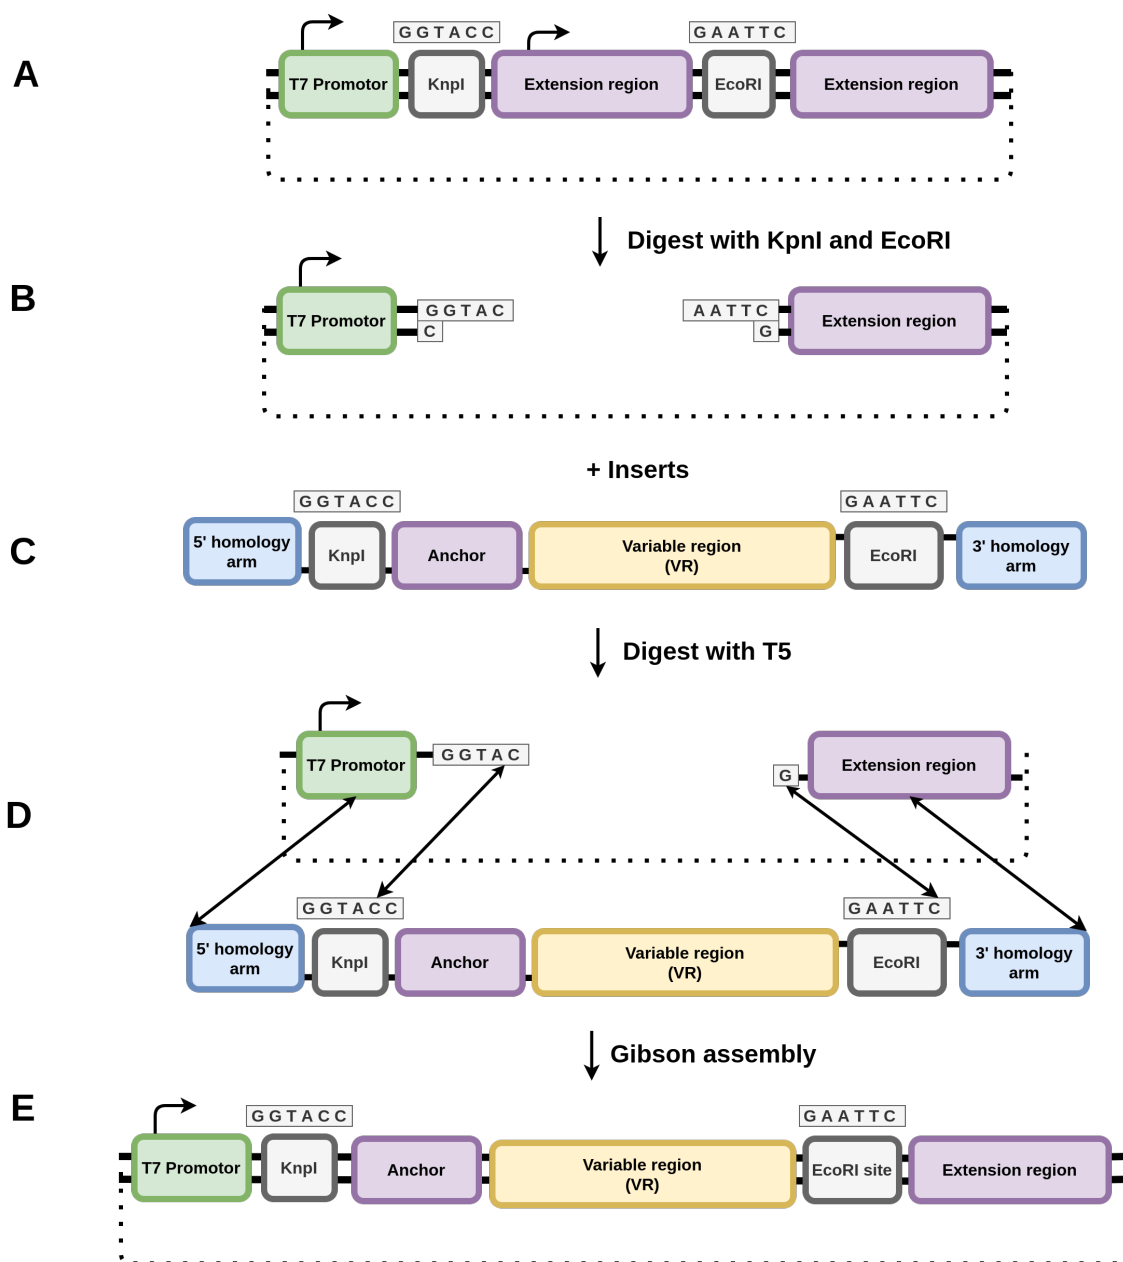 GGTACC
GAATTC
A
T7 Promotor
KnpI
Extension region
EcoRI
Extension region
Digest with KpnI and EcoRI
B
T7 Promotor
GGTAC
C
AATTC
G
Extension region
+ Inserts
GGTACC
GAATTC
C
5' homology
arm
KnpI
Anchor
Variable region
(VR)
EcoRI
3' homology
arm
Digest with T5
D
T7 Promotor
GGTAC
G
Extension region
GGTACC
GAATTC
5' homology
arm
KnpI
Anchor
Variable region
(VR)
EcoRI
3' homology
arm
Gibson assembly
E
GGTACC
GAATTC
T7 Promotor
KnpI
Anchor
Variable region
(VR)
EcoRI site
Extension region